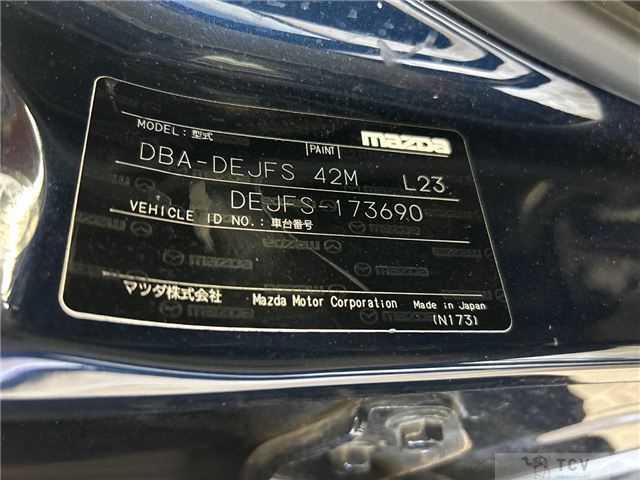 mazda
MODEL: 型式 PAINT
DBA-DEJFS 42M L23
DEJFS-173690
VEHICLE ID NO.: 車台番号
マツダ株式会社 Mazda Motor Corporation Made in Japan
(N173)
TCV